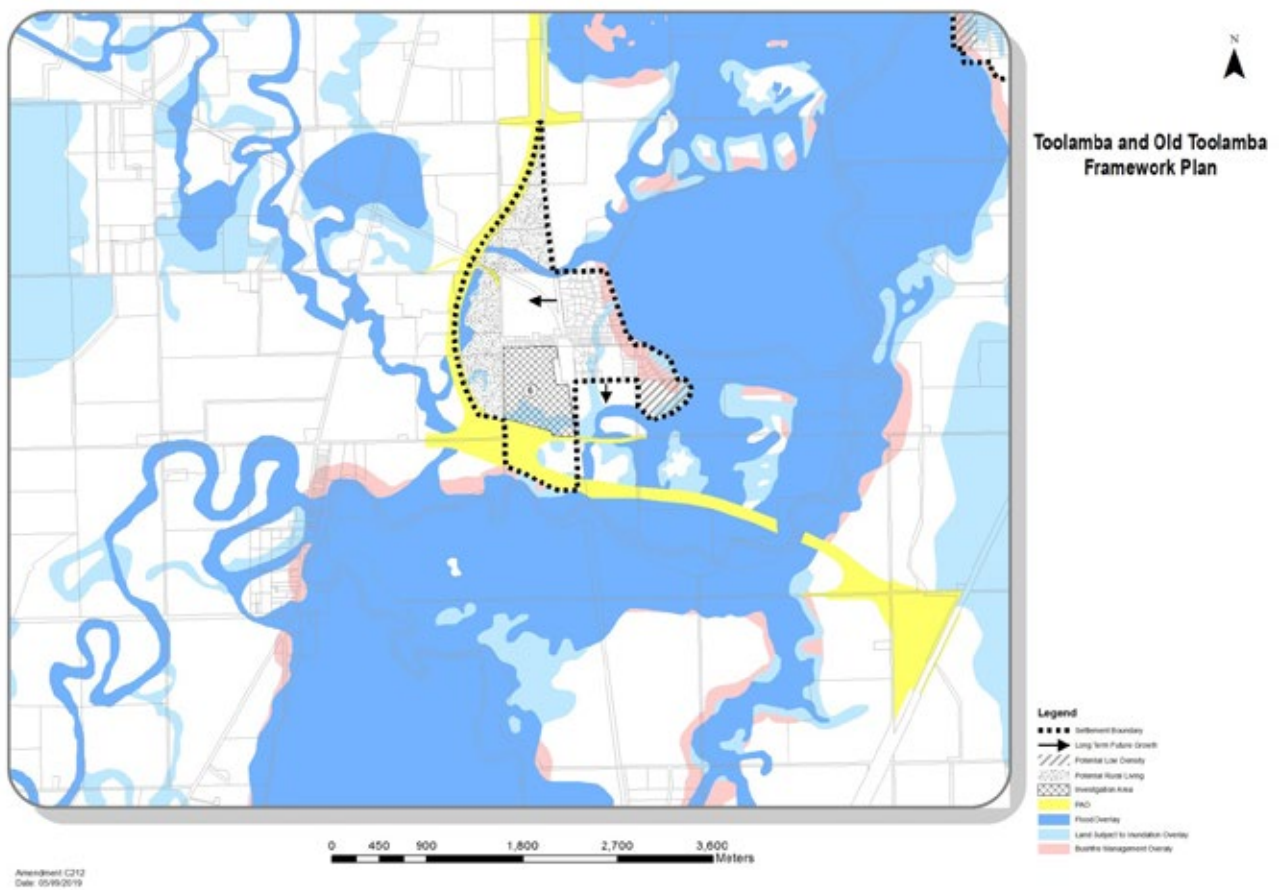 N
Toolamba and Old Toolamba
Framework Plan
6
Legend
Settlement Boundary
Long Term Future Growth
Potential Low Density
Potential Rural Living
Investigation Area
PAO
Flood Overlay
Land Subject to Inundation Overlay
Bushfire Management Overlay
0 450 900 1,800 2,700 3,600
Meters
Amendment C212
Date: 05/09/2019